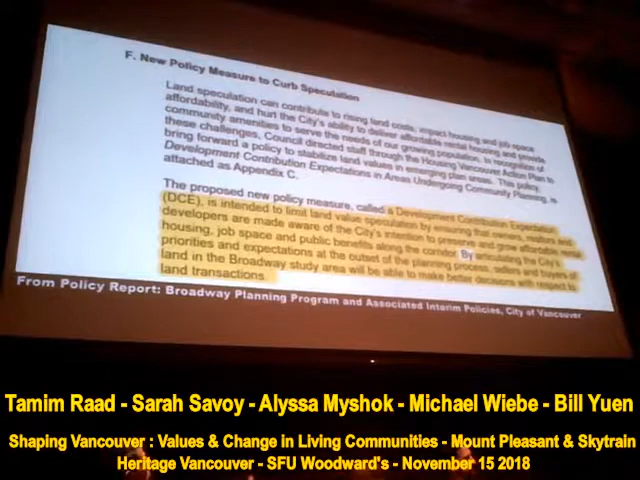 F. New Policy Measure to Curb Speculation
Land speculation can contribute to rising land costs, impact housing and job space
affordability, and hurt the City's ability to deliver affordable rental housing and provide
community amenities to serve the needs of our growing population. In recognition of
these challenges, Council directed staff through the Housing Vancouver Action Plan to
bring forward a policy to stabilize land values in emerging plan areas. This policy,
Development Contribution Expectations in Areas Undergoing Community Planning, is
attached as Appendix C.
The proposed new policy measure, called a Development Contribution Expectation
(DCE), is intended to limit land value speculation by ensuring that
developers are made aware of the City's intention to preserve and grow affordable
housing, job space and public benefits along the corridor. By articulating the City's
priorities and expectations at the outset of the planning process, sellers and buyers of
land in the Broadway study area will be able to make better decisions with respect to
land transactions.
From Policy Report: Broadway Planning Program and Associated Interim Policies, City of Vancouver
Tamim Raad - Sarah Savoy - Alyssa Myshok - Michael Wiebe - Bill Yuen
Shaping Vancouver : Values & Change in Living Communities - Mount Pleasant & Skytrain
Heritage Vancouver - SFU Woodward's - November 15 2018